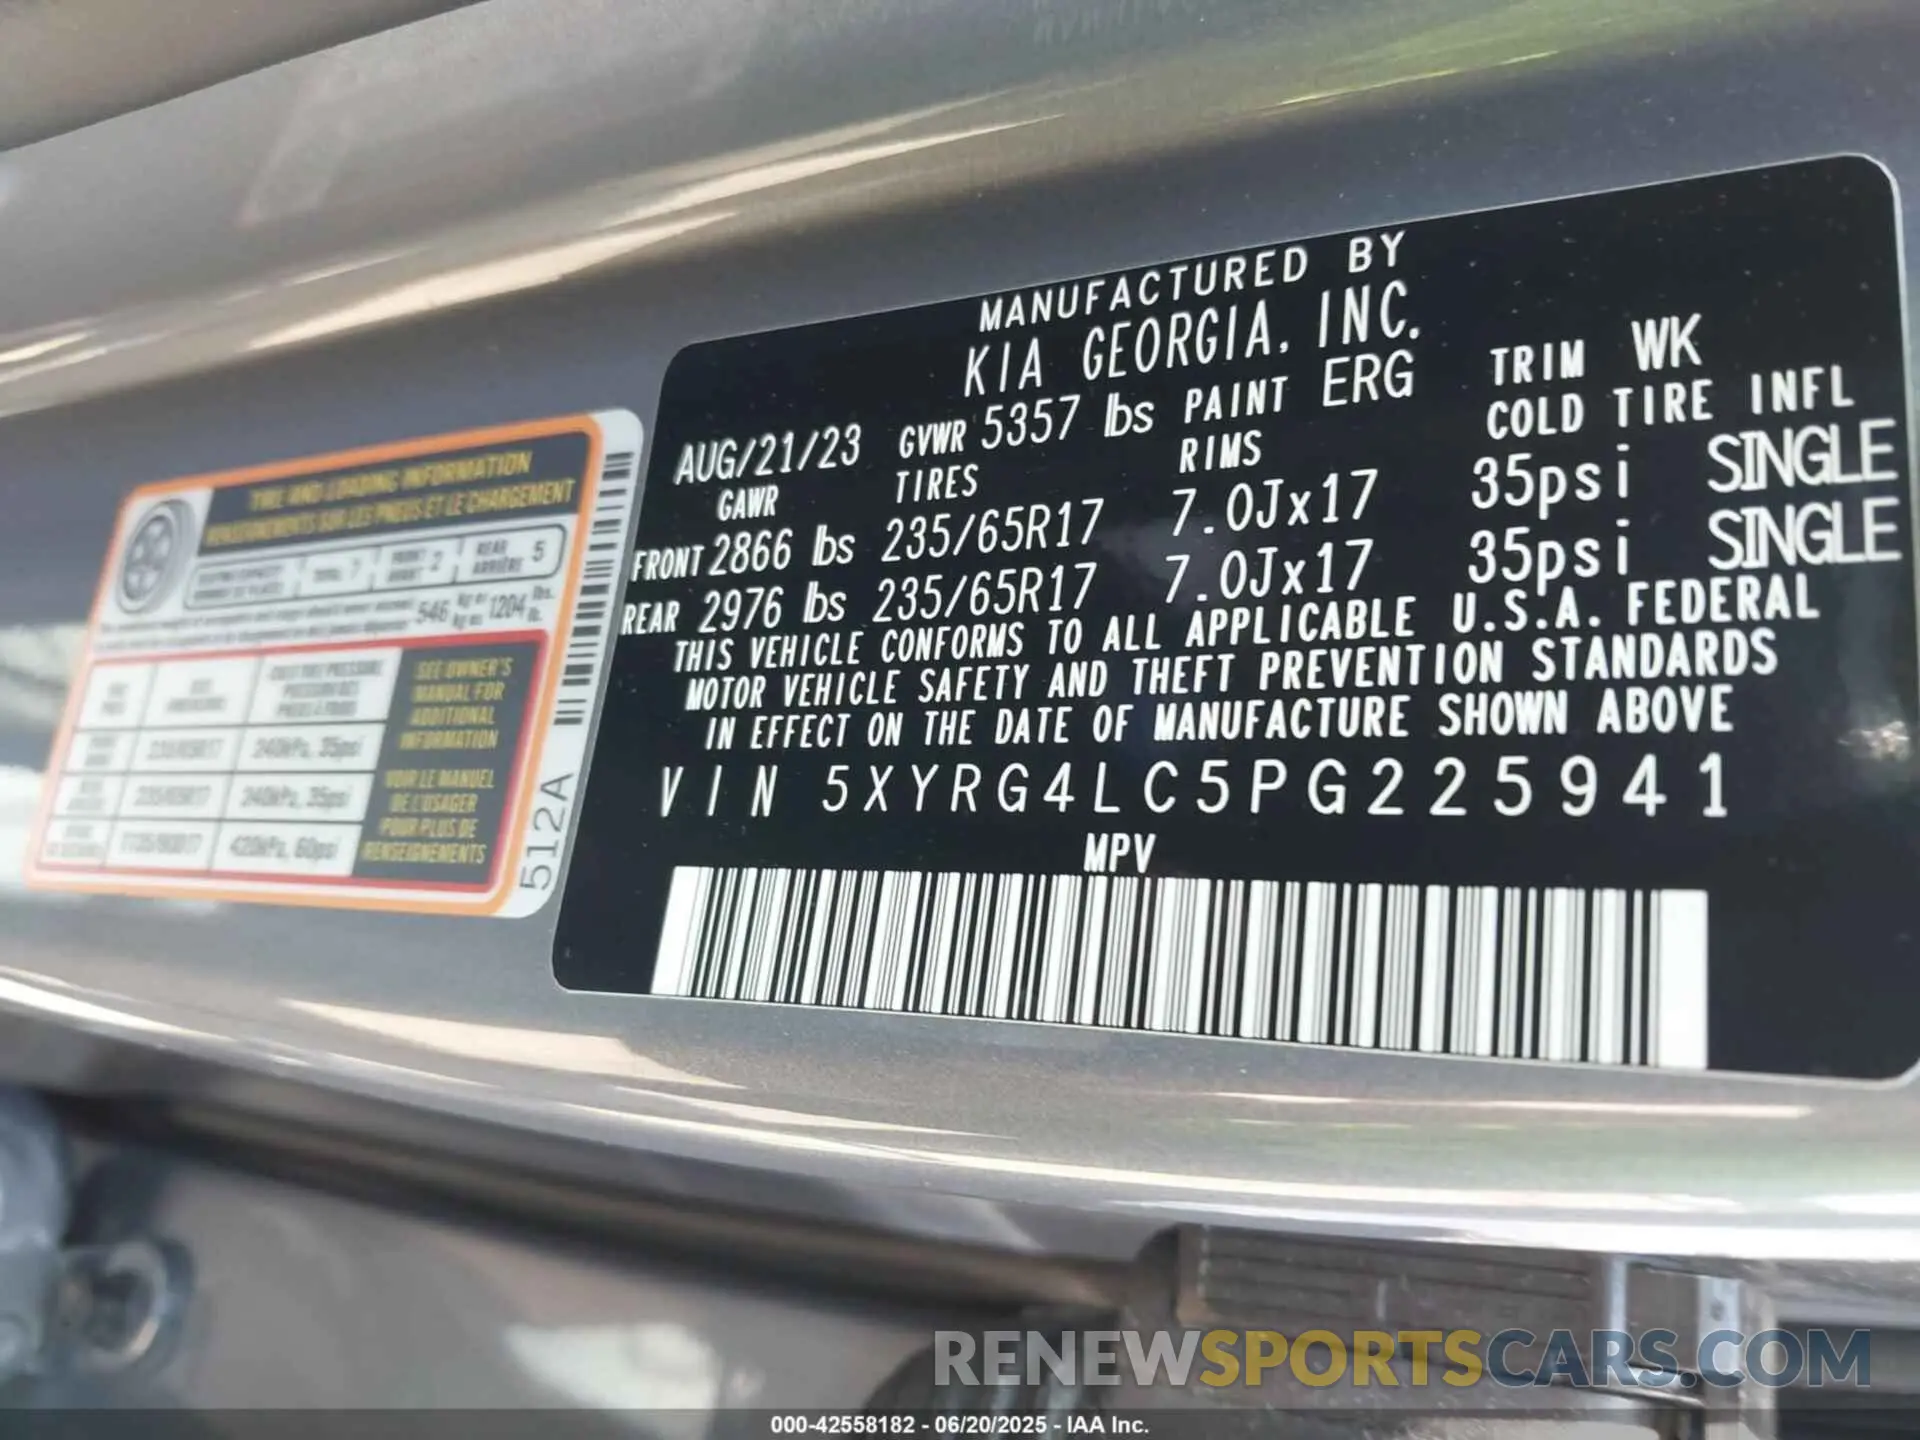 MANUFACTURED BY
KIA GEORGIA, INC.
AUG/21/23 GVWR 5357 lbs PAINT ERG TRIM WK
GAWR TIRES RIMS COLD TIRE INFL
FRONT 2866 lbs 235/65R17 7.0Jx17 35psi SINGLE
REAR 2976 lbs 235/65R17 7.0Jx17 35psi SINGLE
THIS VEHICLE CONFORMS TO ALL APPLICABLE U.S.A. FEDERAL
MOTOR VEHICLE SAFETY AND THEFT PREVENTION STANDARDS
IN EFFECT ON THE DATE OF MANUFACTURE SHOWN ABOVE
VIN 5XYRG4LC5PG225941
MPV
TIRE AND LOADING INFORMATION
RENSEIGNEMENTS SUR LES PNEUS ET LE CHARGEMENT
TOTAL 7 FRONT 2 REAR 5
AVANT ARRIÈRE
546 kg 1204 lbs.
SEE OWNER'S
MANUAL FOR
ADDITIONAL
INFORMATION
235/65R17 240kPa, 35psi
235/65R17 240kPa, 35psi
420kPa, 60psi
VOIR LE MANUEL
DE L'USAGER
POUR PLUS DE
RENSEIGNEMENTS
512A
RENEWSPORTSCARS.COM
000-42558182 - 06/20/2025 - IAA Inc.